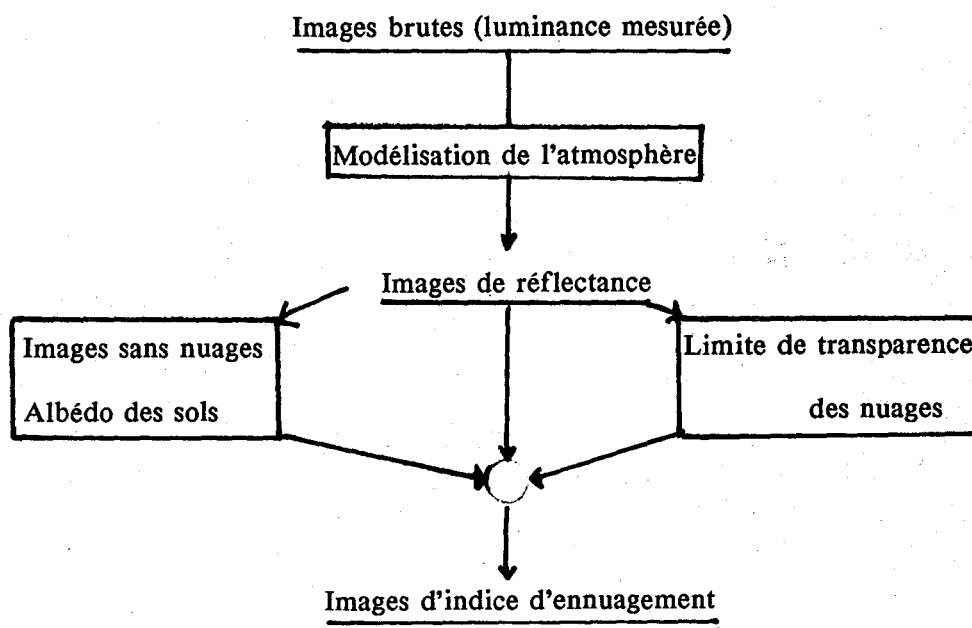 Images brutes (luminance mesurée)
Modélisation de l'atmosphère
Images de réflectance
Images sans nuages
Albédo des sols
Limite de transparence
des nuages
Images d'indice d'ennuagement